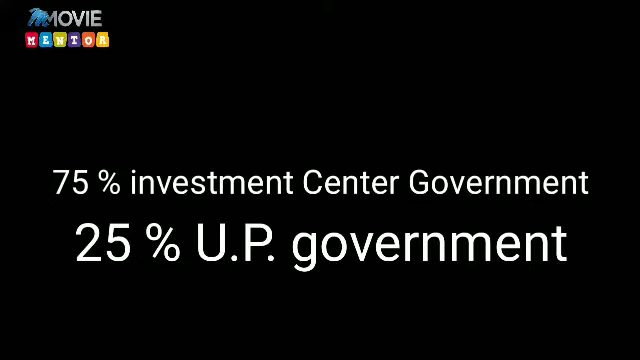 MOVIE
MENTOR
75 % investment Center Government
25 % U.P. government